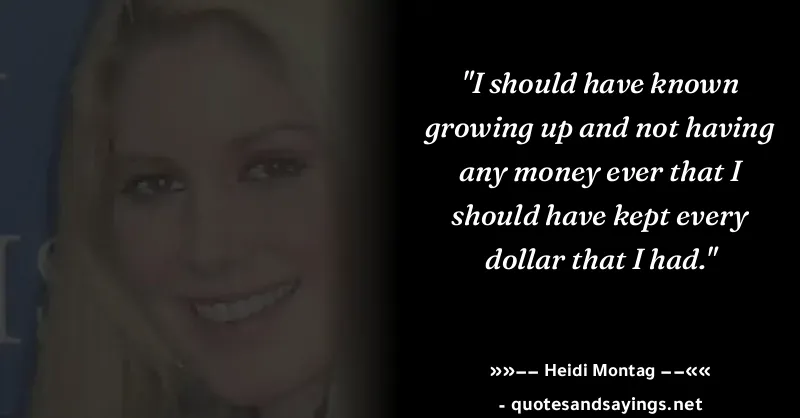 "I should have known
growing up and not having
any money ever that I
should have kept every
dollar that I had."
»»−− Heidi Montag −−««
- quotesandsayings.net